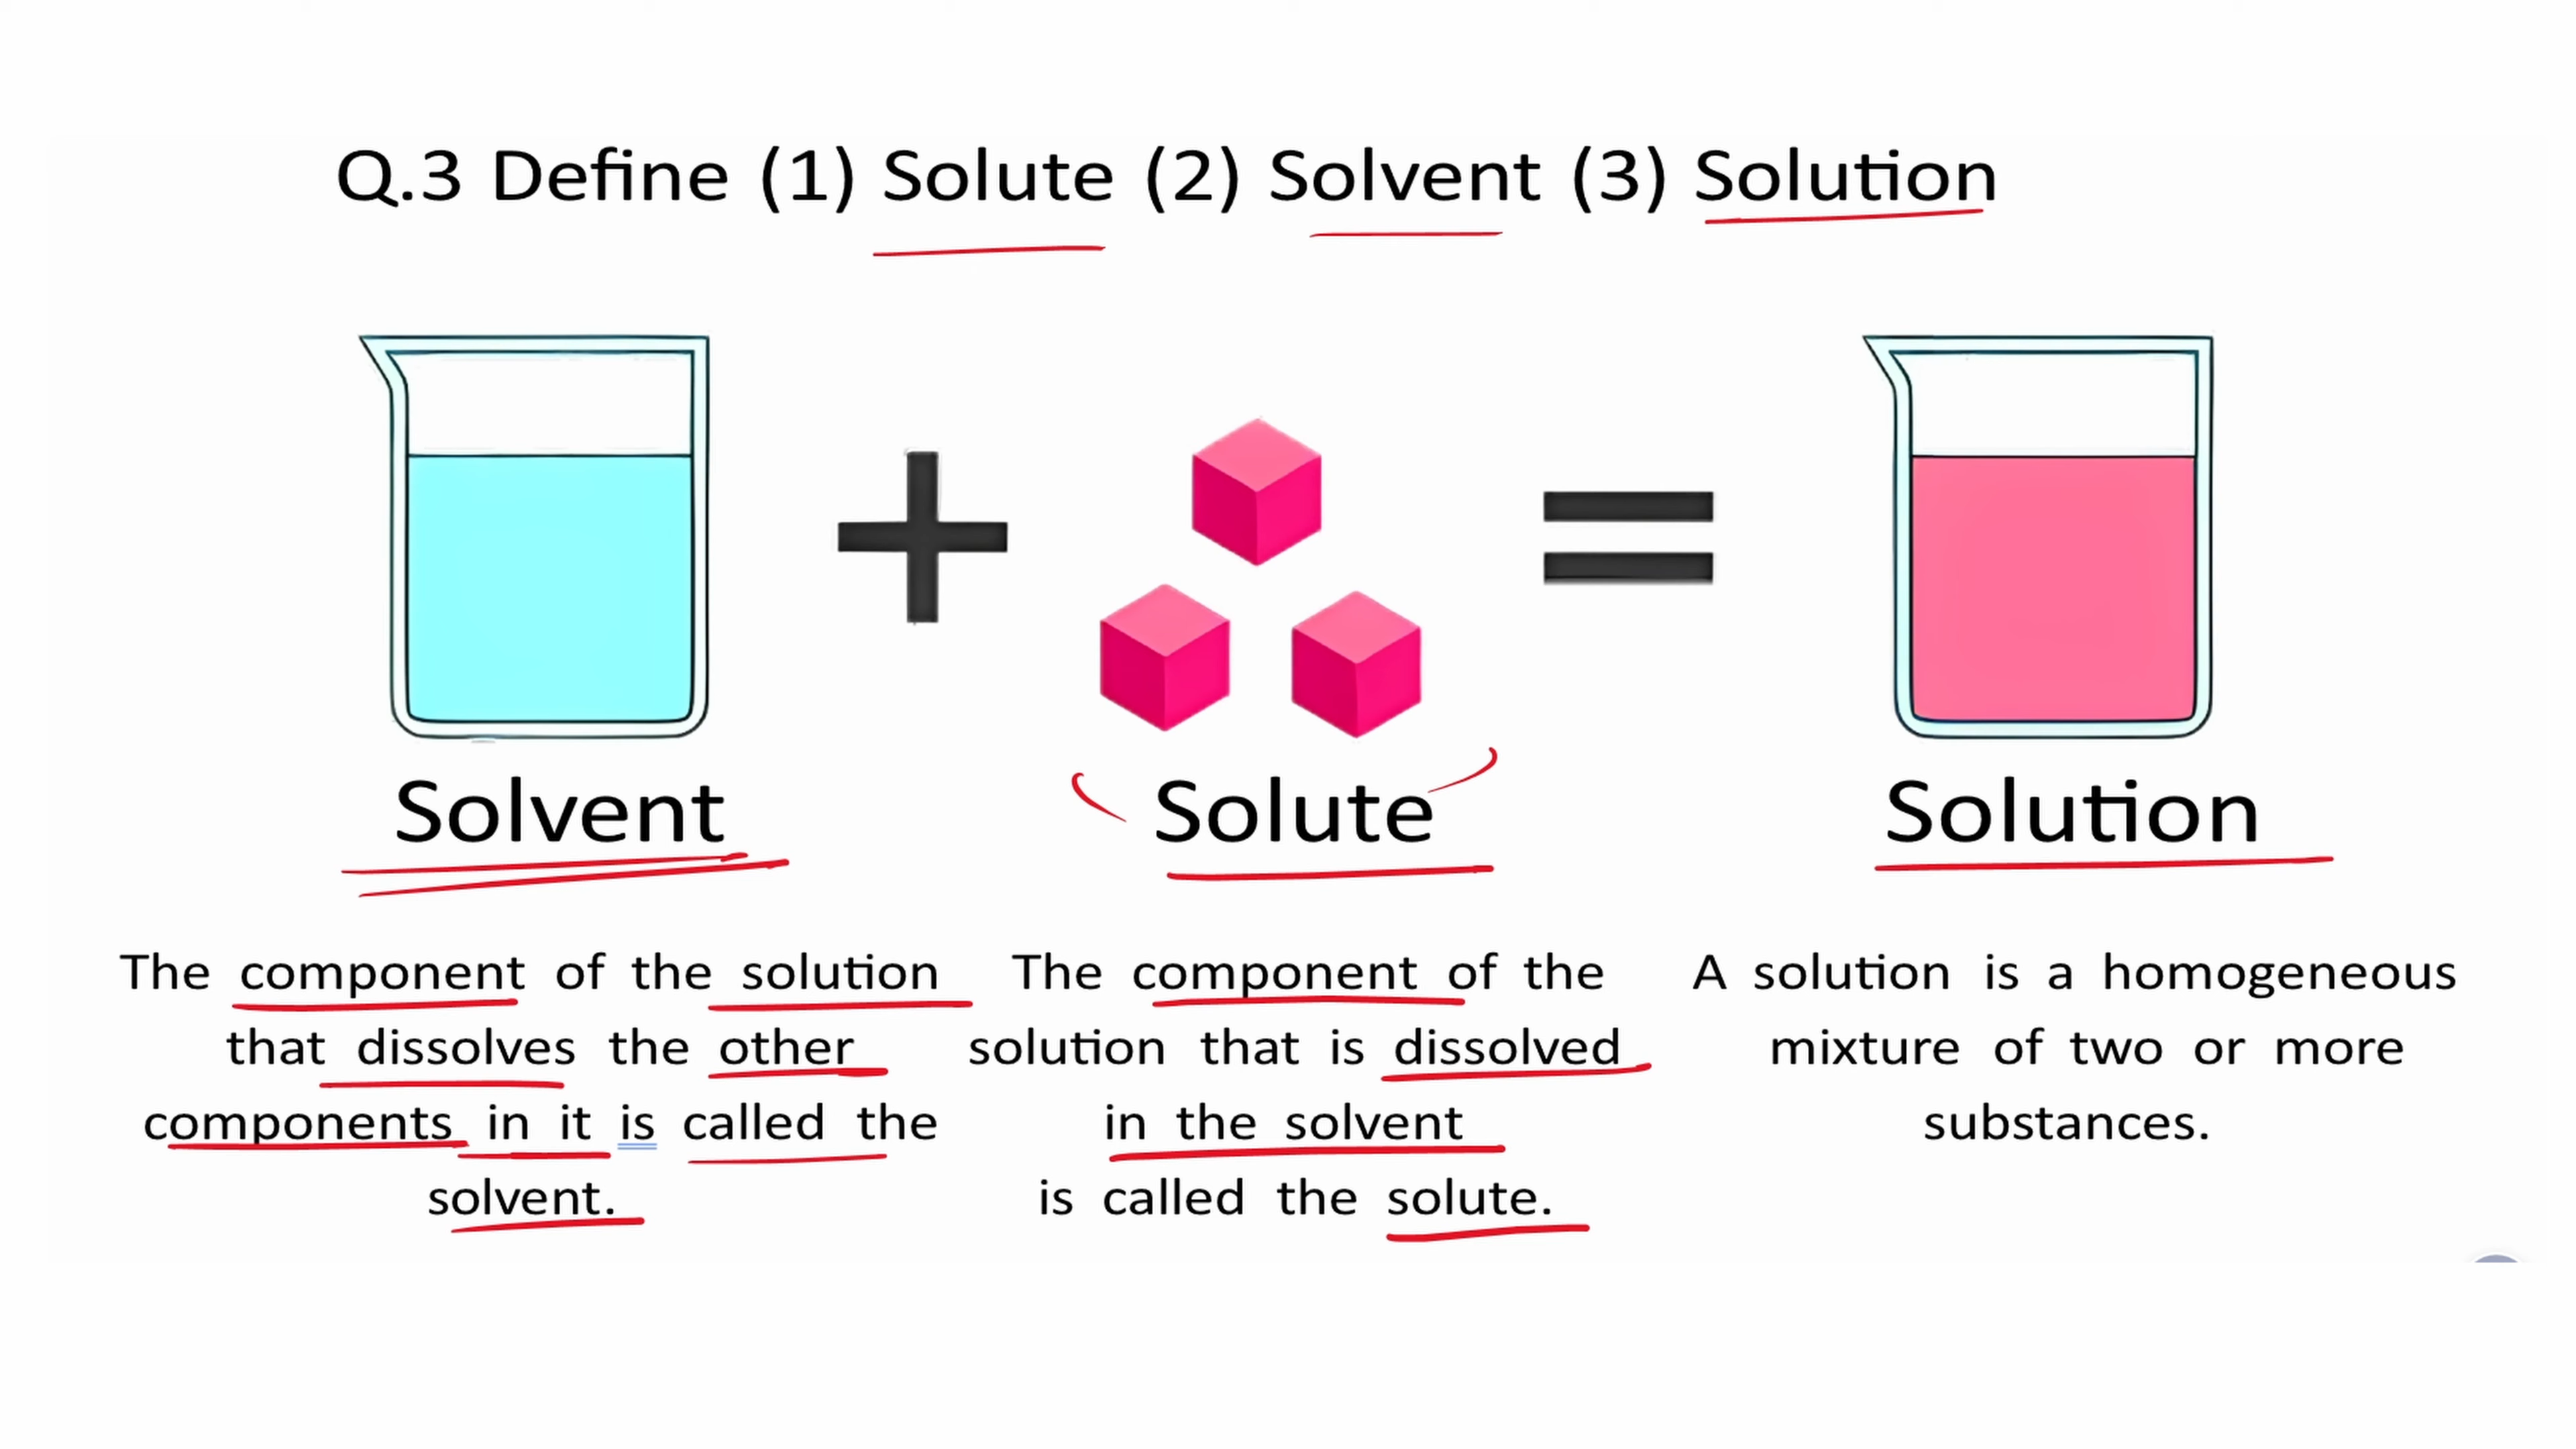 Q.3 Define (1) Solute (2) Solvent (3) Solution
Solvent
The component of the solution
that dissolves the other
components in it is called the
solvent.
Solute
The component of the
solution that is dissolved
in the solvent
is called the solute.
Solution
A solution is a homogeneous
mixture of two or more
substances.